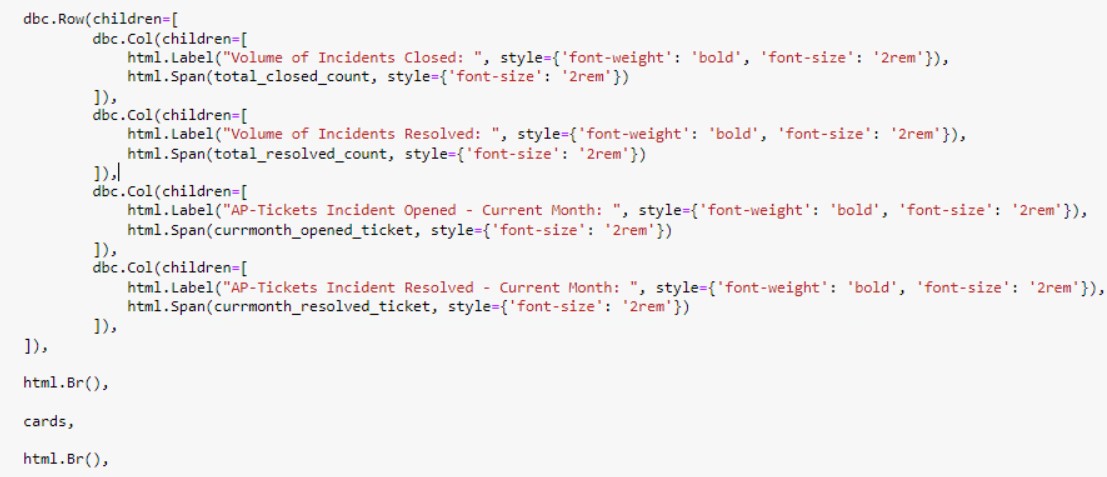 dbc.Row(children=[
        dbc.Col(children=[
            html.Label("Volume of Incidents Closed: ", style={'font-weight': 'bold', 'font-size': '2rem'}),
            html.Span(total_closed_count, style={'font-size': '2rem'})
        ]),
        dbc.Col(children=[
            html.Label("Volume of Incidents Resolved: ", style={'font-weight': 'bold', 'font-size': '2rem'}),
            html.Span(total_resolved_count, style={'font-size': '2rem'})
        ]),
        dbc.Col(children=[
            html.Label("AP-Tickets Incident Opened - Current Month: ", style={'font-weight': 'bold', 'font-size': '2rem'}),
            html.Span(currmonth_opened_ticket, style={'font-size': '2rem'})
        ]),
        dbc.Col(children=[
            html.Label("AP-Tickets Incident Resolved - Current Month: ", style={'font-weight': 'bold', 'font-size': '2rem'}),
            html.Span(currmonth_resolved_ticket, style={'font-size': '2rem'})
        ]),
]),
html.Br(),
cards,
html.Br(),